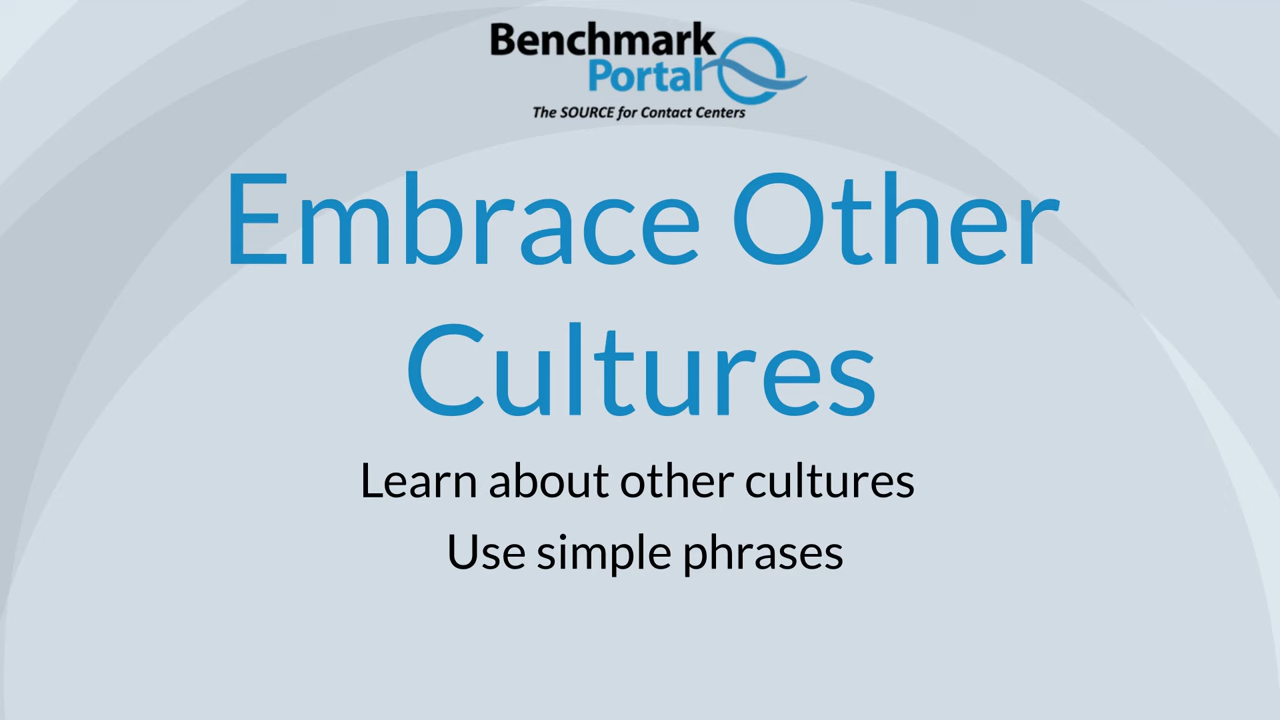 Benchmark
Portal
The SOURCE for Contact Centers
Embrace Other
Cultures
Learn about other cultures
Use simple phrases